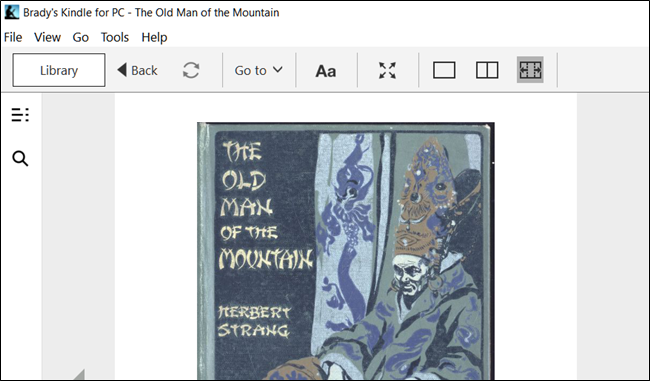 Brady's Kindle for PC - The Old Man of the Mountain
File View Go Tools Help
Library Back Go to Aa
THE
OLD
MAN
OF THE
MOUNTAIN
HERBERT
STRANG